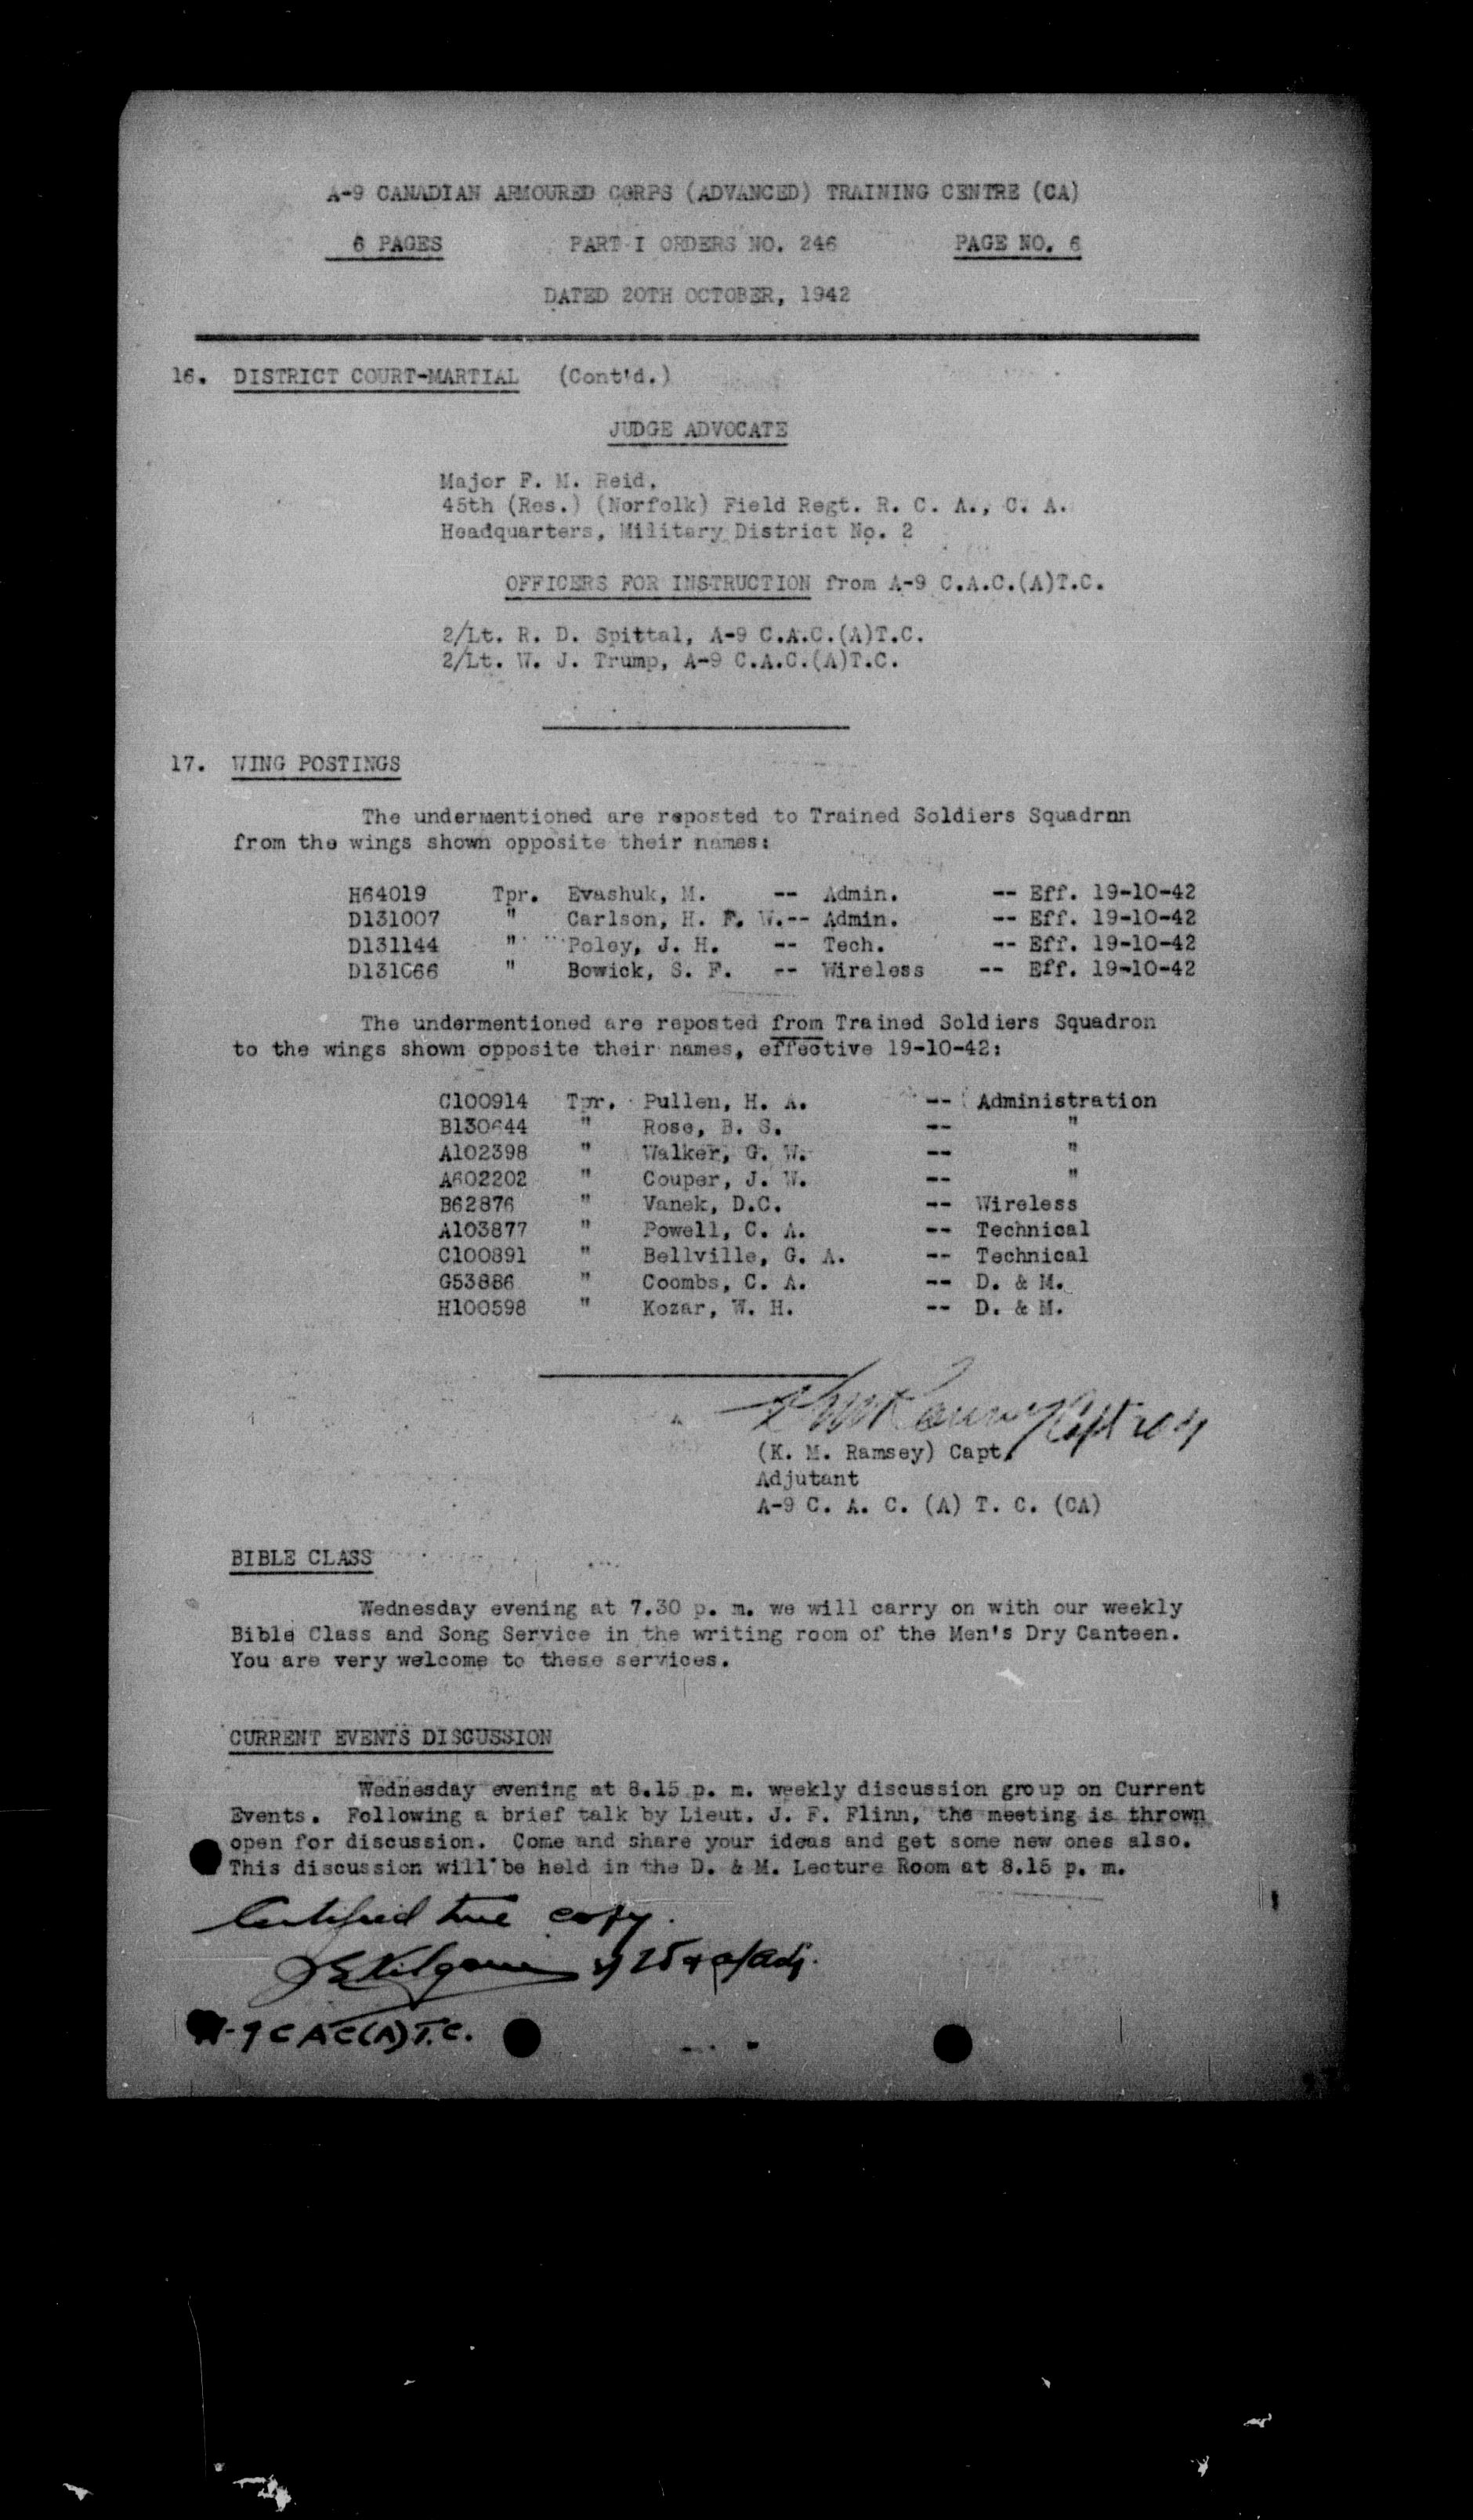 A-9 CANADIAN ARMOURED CORPS (ADVANCED) TRAINING CENTRE (CA)
6 PAGES PART I ORDERS NO. 246 PAGE NO. 6
DATED 20TH OCTOBER, 1942
16. DISTRICT COURT-MARTIAL (Cont'd.)
JUDGE ADVOCATE
Major F. M. Reid,
45th (Res.) (Norfolk) Field Regt. R. C. A., C. A.
Headquarters, Military District No. 2
OFFICERS FOR INSTRUCTION from A-9 C.A.C.(A)T.C.
2/Lt. R. D. Spittal, A-9 C.A.C.(A)T.C.
2/Lt. W. J. Trump, A-9 C.A.C.(A)T.C.
17. WING POSTINGS
The undermentioned are reposted to Trained Soldiers Squadron
from the wings shown opposite their names:
H64019 Tpr. Evashuk, M. -- Admin. -- Eff. 19-10-42
D131007 " Carlson, H. F. W.-- Admin. -- Eff. 19-10-42
D131144 " Poley, J. H. -- Tech. -- Eff. 19-10-42
D131066 " Bowick, S. F. -- Wireless -- Eff. 19-10-42
The undermentioned are reposted from Trained Soldiers Squadron
to the wings shown opposite their names, effective 19-10-42:
C100914 Tpr. Pullen, H. A. -- Administration
B130644 " Rose, B. S. -- "
A102398 " Walker, G. W. -- "
A602202 " Couper, J. W. -- "
B62876 " Vanek, D.C. -- Wireless
A103877 " Powell, C. A. -- Technical
C100891 " Bellville, G. A. -- Technical
G53886 " Coombs, C. A. -- D. & M.
H100598 " Kozar, W. H. -- D. & M.
(K. M. Ramsey) Capt.
Adjutant
A-9 C. A. C. (A) T. C. (CA)
BIBLE CLASS
Wednesday evening at 7.30 p. m. we will carry on with our weekly
Bible Class and Song Service in the writing room of the Men's Dry Canteen.
You are very welcome to these services.
CURRENT EVENTS DISCUSSION
Wednesday evening at 8.15 p. m. weekly discussion group on Current
Events. Following a brief talk by Lieut. J. F. Flinn, the meeting is thrown
open for discussion. Come and share your ideas and get some new ones also.
This discussion will be held in the D. & M. Lecture Room at 8.15 p. m.
Certified true copy.
A-9 C A C (A) T.C.